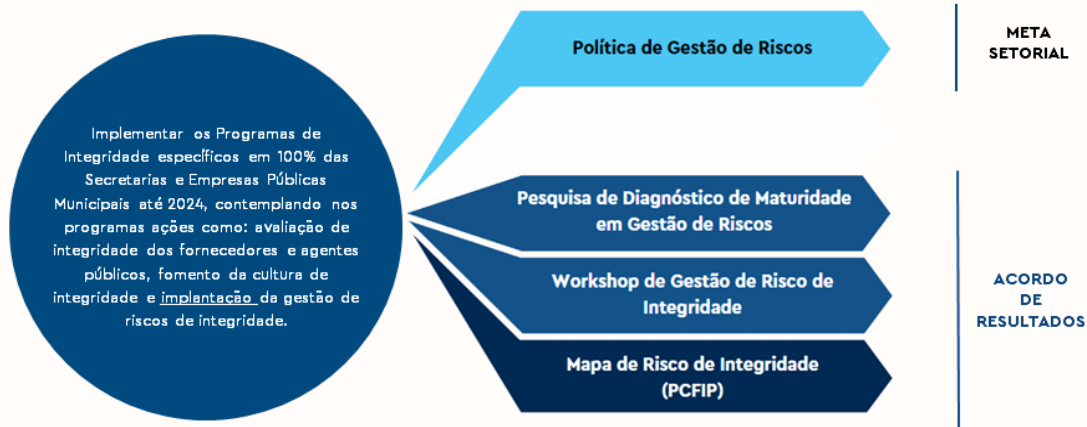 Implementar os Programas de
Integridade específicos em 100% das
Secretarias e Empresas Públicas
Municipais até 2024, contemplando nos
programas ações como: avaliação de
integridade dos fornecedores e agentes
públicos, fomento da cultura de
integridade e implantação da gestão de
riscos de integridade.
Política de Gestão de Riscos
META
SETORIAL
Pesquisa de Diagnóstico de Maturidade
em Gestão de Riscos
Workshop de Gestão de Risco de
Integridade
Mapa de Risco de Integridade
(PCFIP)
ACORDO
DE
RESULTADOS